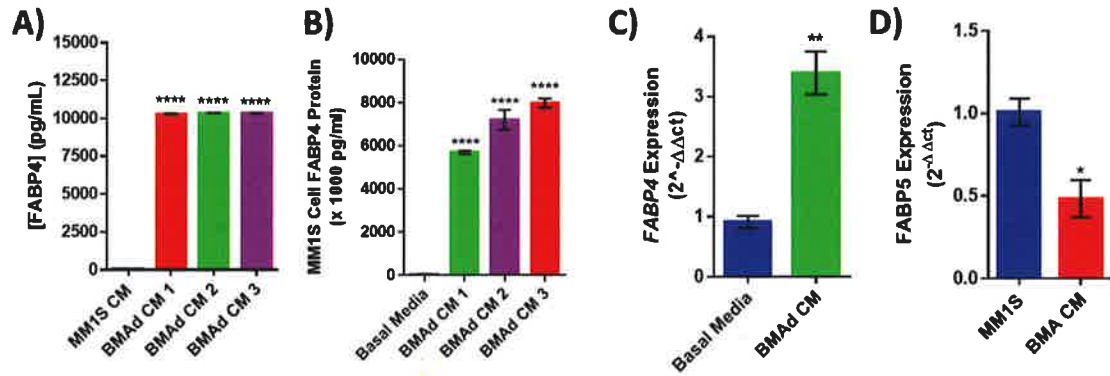 A)
[FABP4] (pg/mL)
15000
12500
10000
7500
5000
2500
0
**** **** ****
MM1S CM
BMAd CM 1
BMAd CM 2
BMAd CM 3
B)
MM1S Cell FABP4 Protein
(x 1000 pg/ml)
10000
8000
6000
4000
2000
0
****
****
****
Basal Media
BMAd CM 1
BMAd CM 2
BMAd CM 3
C)
FABP4 Expression
(2^-ΔΔct)
4
3
2
1
0
**
Basal Media
BMAd CM
D)
FABP5 Expression
(2-ΔΔct)
1.5
1.0
0.5
0.0
*
MM1S
BMA CM